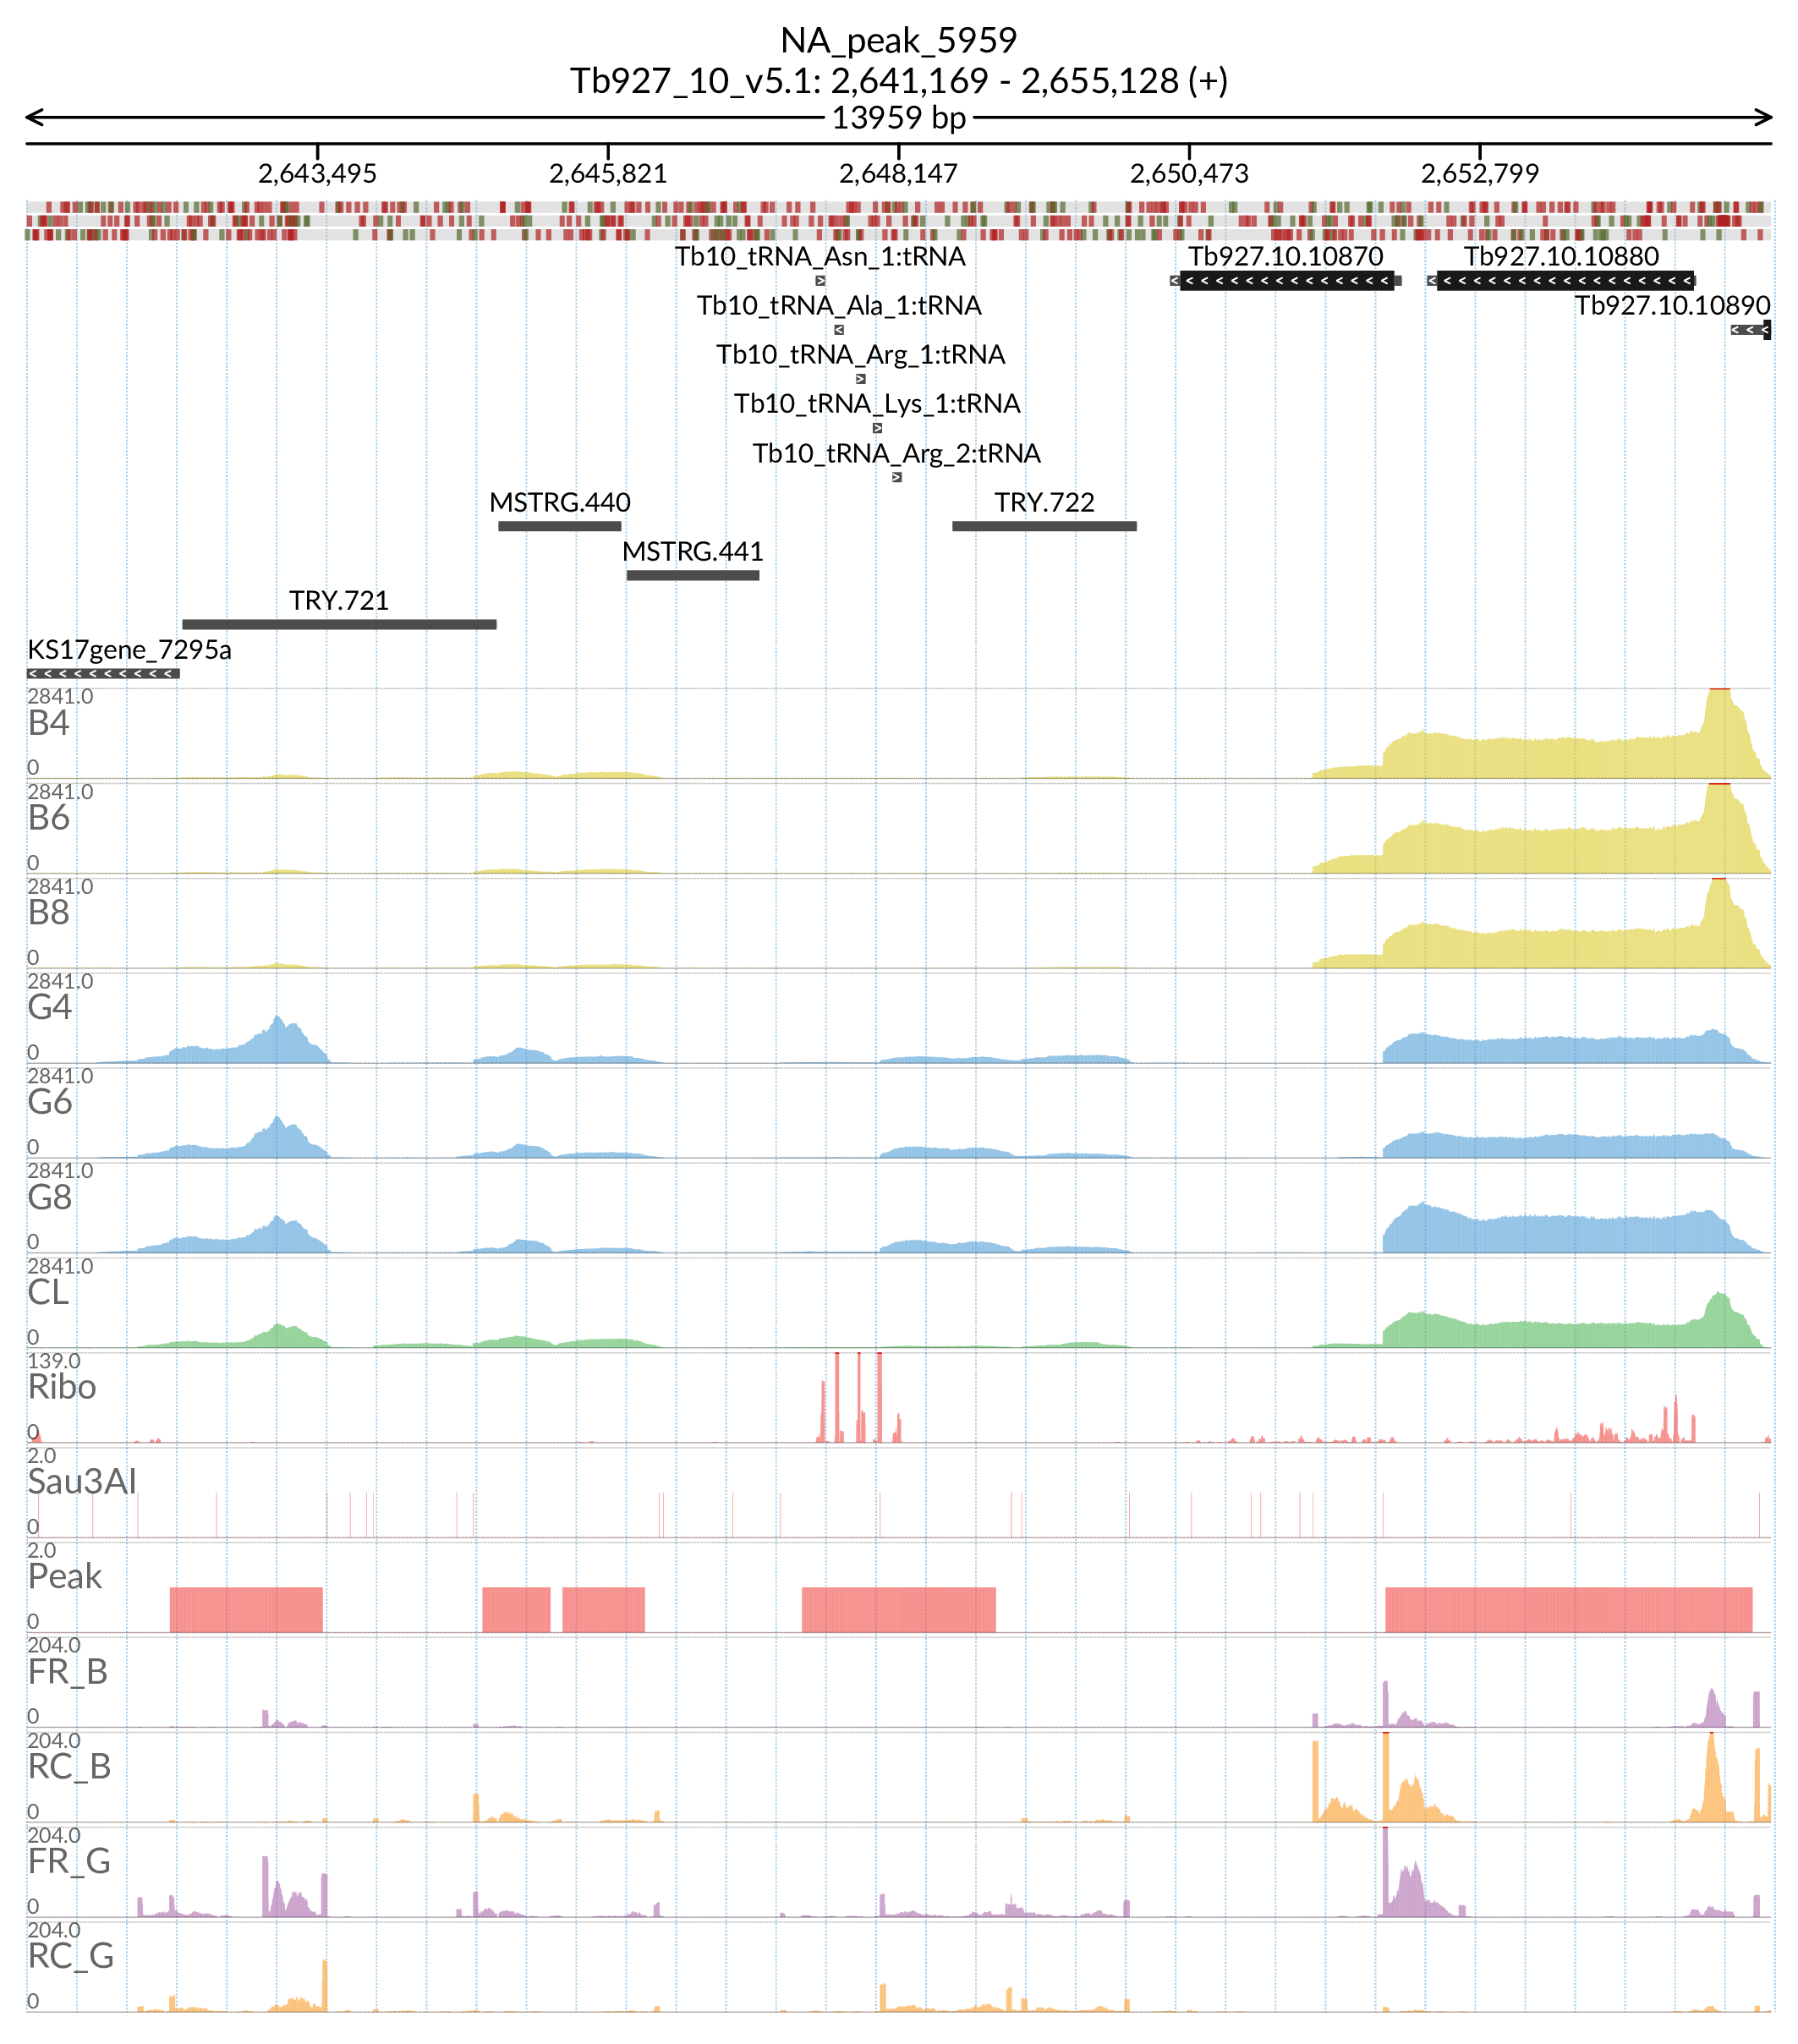 NA_peak_5959
Tb927_10_v5.1: 2,641,169 - 2,655,128 (+)
13959 bp
2,643,495 2,645,821 2,648,147 2,650,473 2,652,799
Tb10_tRNA_Asn_1:tRNA Tb927.10.10870 Tb927.10.10880
Tb10_tRNA_Ala_1:tRNA Tb927.10.10890
Tb10_tRNA_Arg_1:tRNA
Tb10_tRNA_Lys_1:tRNA
Tb10_tRNA_Arg_2:tRNA
MSTRG.440 TRY.722
MSTRG.441
TRY.721
KS17gene_7295a
2841.0
B4
0
2841.0
B6
0
2841.0
B8
0
2841.0
G4
0
2841.0
G6
0
2841.0
G8
0
2841.0
CL
0
139.0
Ribo
0
2.0
Sau3AI
0
2.0
Peak
0
204.0
FR_B
0
204.0
RC_B
0
204.0
FR_G
0
204.0
RC_G
0